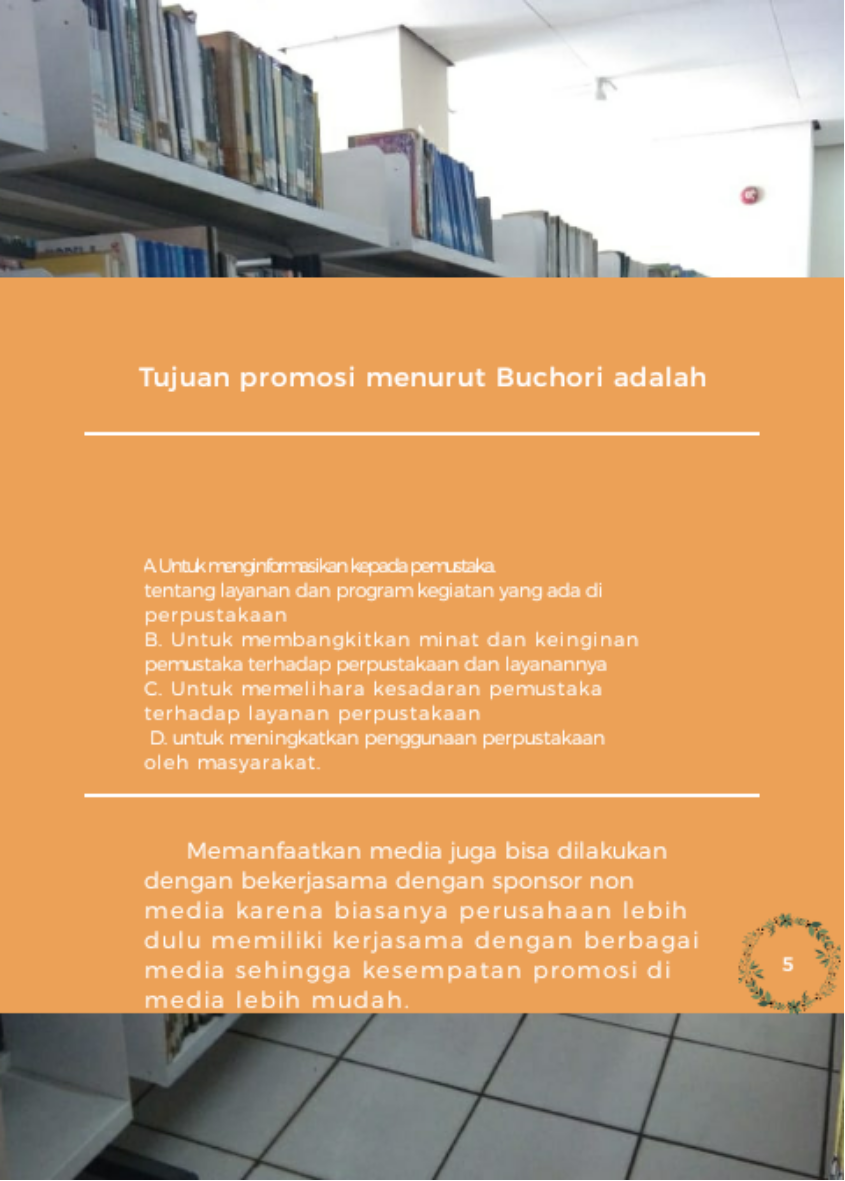 Tujuan promosi menurut Buchori adalah
A. Untuk menginformasikan kepada pemustaka.
tentang layanan dan program kegiatan yang ada di
perpustakaan
B. Untuk membangkitkan minat dan keinginan
pemustaka terhadap perpustakaan dan layanannya
C. Untuk memelihara kesadaran pemustaka
terhadap layanan perpustakaan
D. untuk meningkatkan penggunaan perpustakaan
oleh masyarakat.
Memanfaatkan media juga bisa dilakukan
dengan bekerjasama dengan sponsor non
media karena biasanya perusahaan lebih
dulu memiliki kerjasama dengan berbagai
media sehingga kesempatan promosi di
media lebih mudah.
5